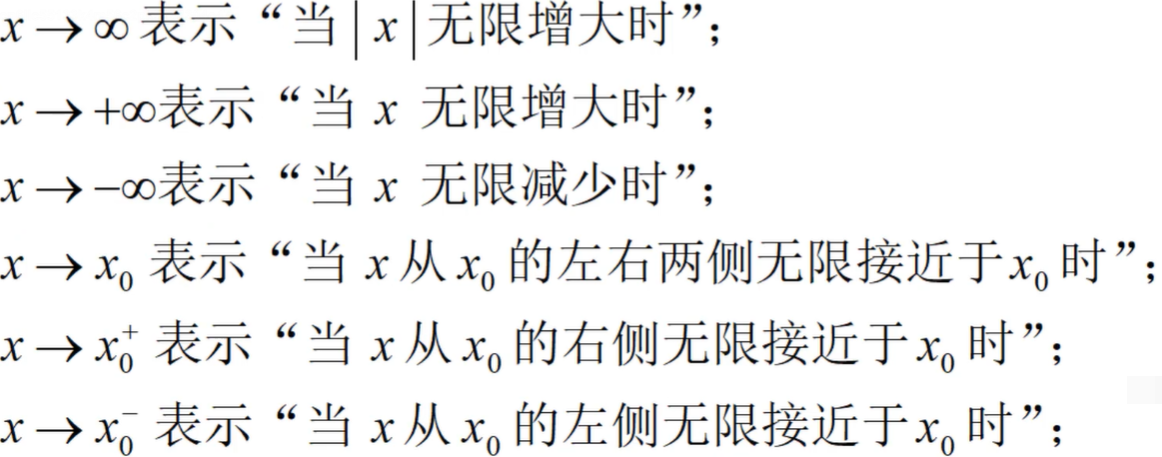 x → ∞ 表示“当 | x | 无限增大时”；
x → +∞表示“当 x 无限增大时”；
x → −∞表示“当 x 无限减少时”；
x → x₀ 表示“当 x 从 x₀ 的左右两侧无限接近于 x₀ 时”；
x → x₀⁺ 表示“当 x 从 x₀ 的右侧无限接近于 x₀ 时”；
x → x₀⁻ 表示“当 x 从 x₀ 的左侧无限接近于 x₀ 时”；